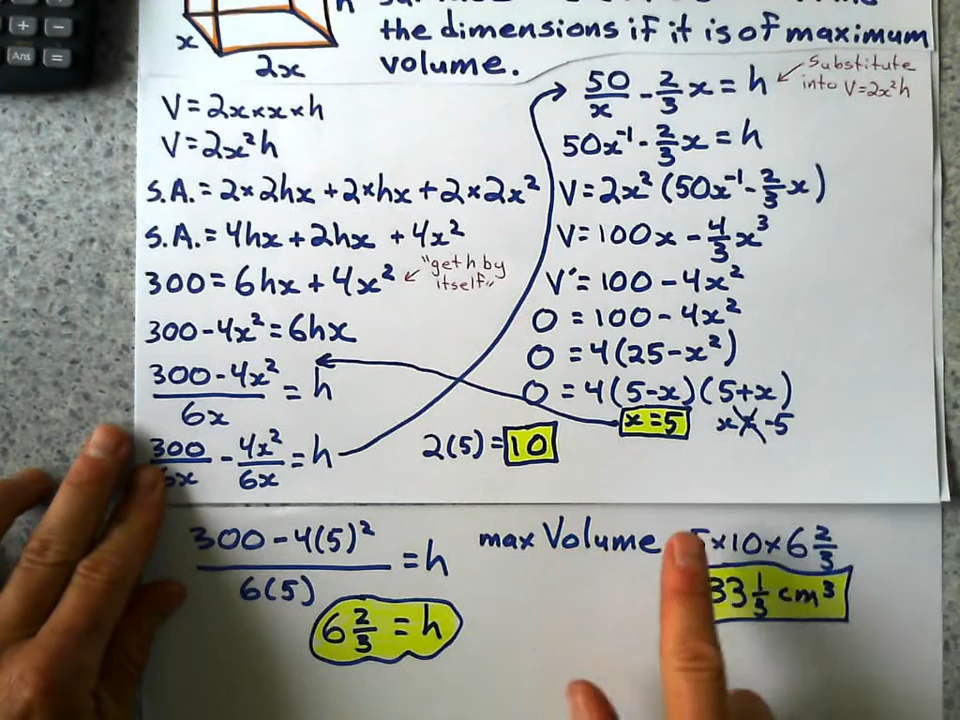 + −
Ans =
h
x
2x
the dimensions if it is of maximum
volume.
V = 2x × x × h
V = 2x²h
S.A. = 2×2hx + 2×hx + 2×2x²
S.A. = 4hx + 2hx + 4x²
300 = 6hx + 4x² "get h by
itself"
300 - 4x² = 6hx
(300 - 4x²)/6x = h
300/6x - 4x²/6x = h
50/x - 2/3 x = h
Substitute
into V=2x²h
50x⁻¹ - 2/3 x = h
V = 2x² (50x⁻¹ - 2/3 x)
V = 100x - 4/3 x³
V' = 100 - 4x²
0 = 100 - 4x²
0 = 4(25 - x²)
0 = 4(5-x)(5+x)
x = 5 x ≠ -5
2(5) = 10
(300 - 4(5)²)/6(5) = h
6 2/3 = h
max Volume 5×10×6 2/3
33 1/3 cm³